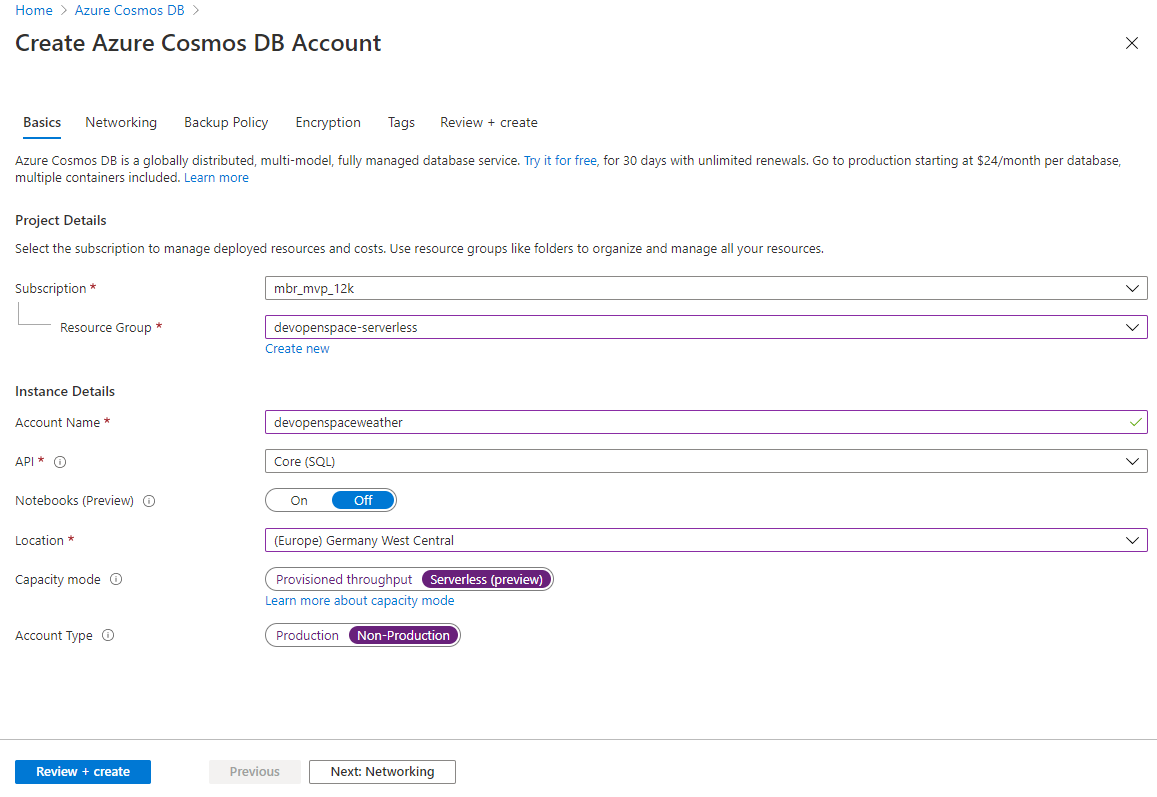 Home > Azure Cosmos DB >
Create Azure Cosmos DB Account
Basics Networking Backup Policy Encryption Tags Review + create
Azure Cosmos DB is a globally distributed, multi-model, fully managed database service. Try it for free, for 30 days with unlimited renewals. Go to production starting at $24/month per database,
multiple containers included. Learn more
Project Details
Select the subscription to manage deployed resources and costs. Use resource groups like folders to organize and manage all your resources.
Subscription * mbr_mvp_12k
Resource Group * devopenspace-serverless
Create new
Instance Details
Account Name * devopenspaceweather
API * Core (SQL)
Notebooks (Preview) On Off
Location * (Europe) Germany West Central
Capacity mode Provisioned throughput Serverless (preview)
Learn more about capacity mode
Account Type Production Non-Production
Review + create Previous Next: Networking